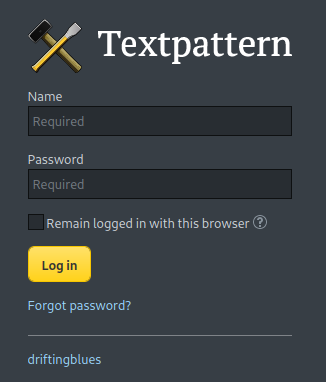 Textpattern
Name
Required
Password
Required
Remain logged in with this browser ?
Log in
Forgot password?
driftingblues